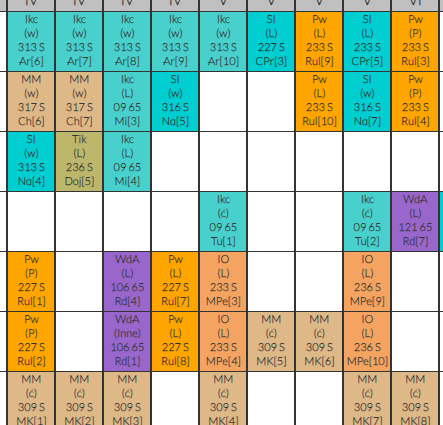 IV IV IV IV IV V V V VI
Ikc Ikc Ikc Ikc Ikc SI Pw SI Pw
(w) (w) (w) (w) (w) (L) (L) (L) (P)
313 S 313 S 313 S 313 S 313 S 227 S 233 S 233 S 233 S
Ar[6] Ar[7] Ar[8] Ar[9] Ar[10] CPr[3] Rul[9] CPr[5] Rul[3]
MM MM Ikc SI Pw SI Pw
(w) (w) (L) (w) (L) (w) (P)
317 S 317 S 09 65 316 S 233 S 316 S 233 S
Ch[6] Ch[7] Mi[3] Na[5] Rul[10] Na[7] Rul[4]
SI Tik Ikc
(w) (L) (L)
313 S 236 S 09 65
Na[4] Doj[5] Mi[4]
Ikc Ikc WdA
(ć) (ć) (L)
09 65 09 65 121 65
Tu[1] Tu[2] Rd[7]
Pw WdA Pw IO IO
(P) (L) (L) (L) (L)
227 S 106 65 227 S 233 S 236 S
Rul[1] Rd[4] Rul[7] MPe[3] MPe[9]
Pw WdA Pw IO MM MM IO
(P) (Inne) (L) (L) (ć) (ć) (L)
227 S 106 65 227 S 233 S 309 S 309 S 236 S
Rul[2] Rd[1] Rul[8] MPe[4] MK[5] MK[6] MPe[10]
MM MM MM MM MM MM
(ć) (ć) (ć) (ć) (ć) (ć)
309 S 309 S 309 S 309 S 309 S 309 S
MK[1] MK[2] MK[3] MK[4] MK[7] MK[8]